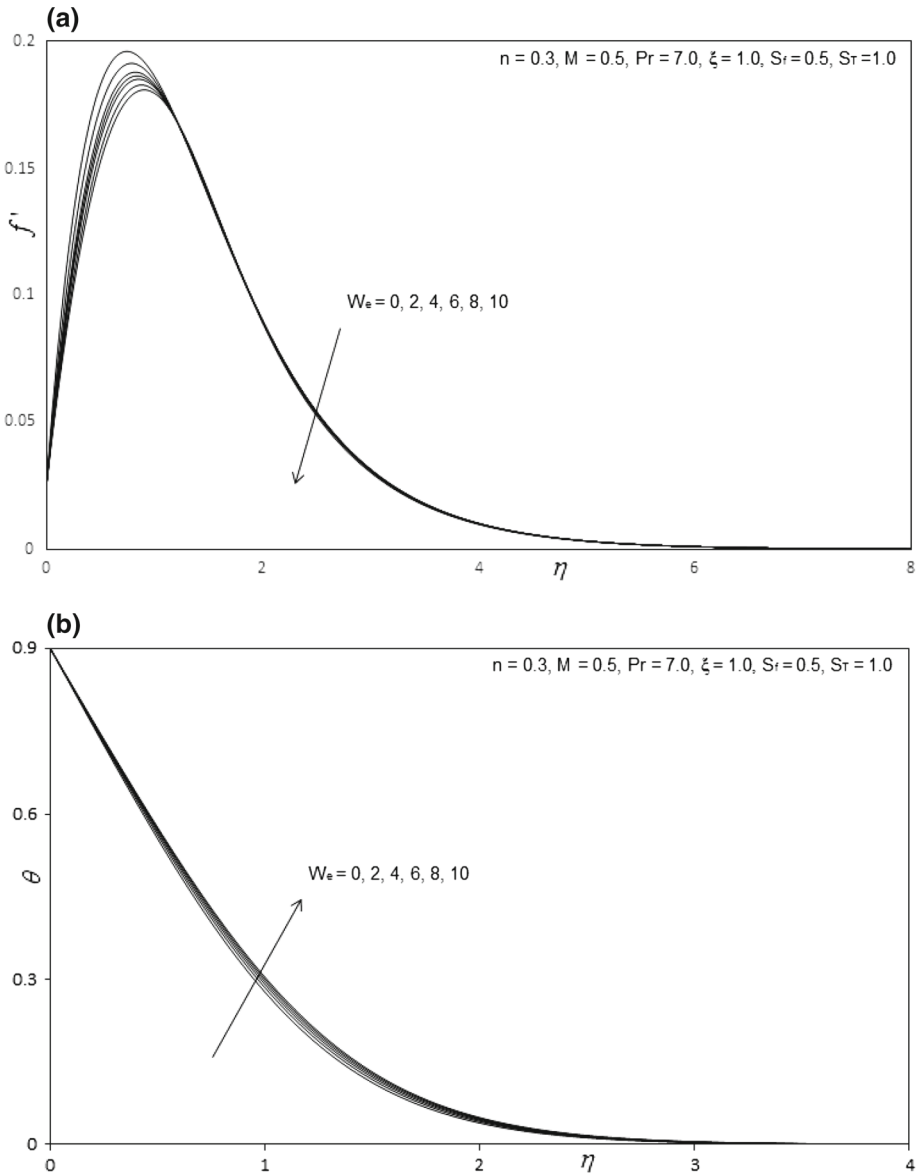 (a)
0.2
n = 0.3, M = 0.5, Pr = 7.0, ξ = 1.0, Sf = 0.5, ST = 1.0
0.15
f'
0.1
We = 0, 2, 4, 6, 8, 10
0.05
0
0 2 4 η 6 8
(b)
0.9
n = 0.3, M = 0.5, Pr = 7.0, ξ = 1.0, Sf = 0.5, ST = 1.0
0.6
We = 0, 2, 4, 6, 8, 10
θ
0.3
0
0 1 2 η 3 4